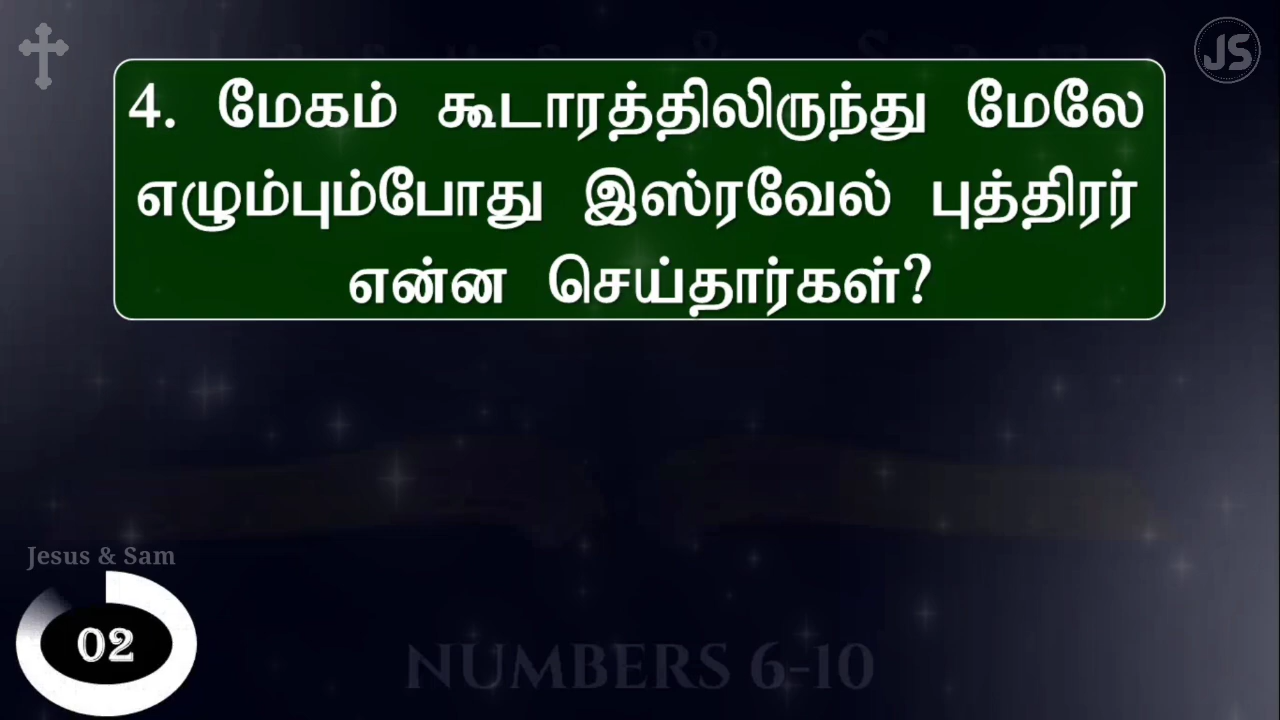 JS
4. மேகம் கூடாரத்திலிருந்து மேலே
எழும்பும்போது இஸ்ரவேல் புத்திரர்
என்ன செய்தார்கள்?
Jesus & Sam
02
NUMBERS 6-10